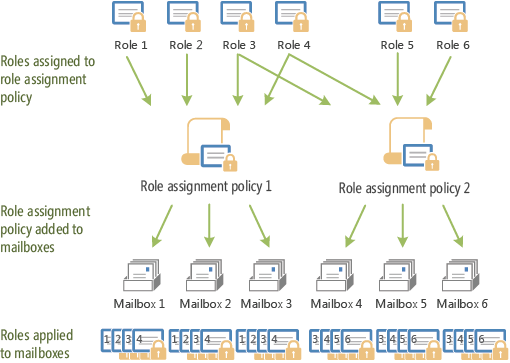 Role 1 Role 2 Role 3 Role 4 Role 5 Role 6
Roles assigned to
role assignment
policy
Role assignment policy 1 Role assignment policy 2
Role assignment
policy added to
mailboxes
Mailbox 1 Mailbox 2 Mailbox 3 Mailbox 4 Mailbox 5 Mailbox 6
Roles applied
to mailboxes
1 2 3 4 1 2 3 4 1 2 3 4 3 4 5 6 3 4 5 6 3 4 5 6